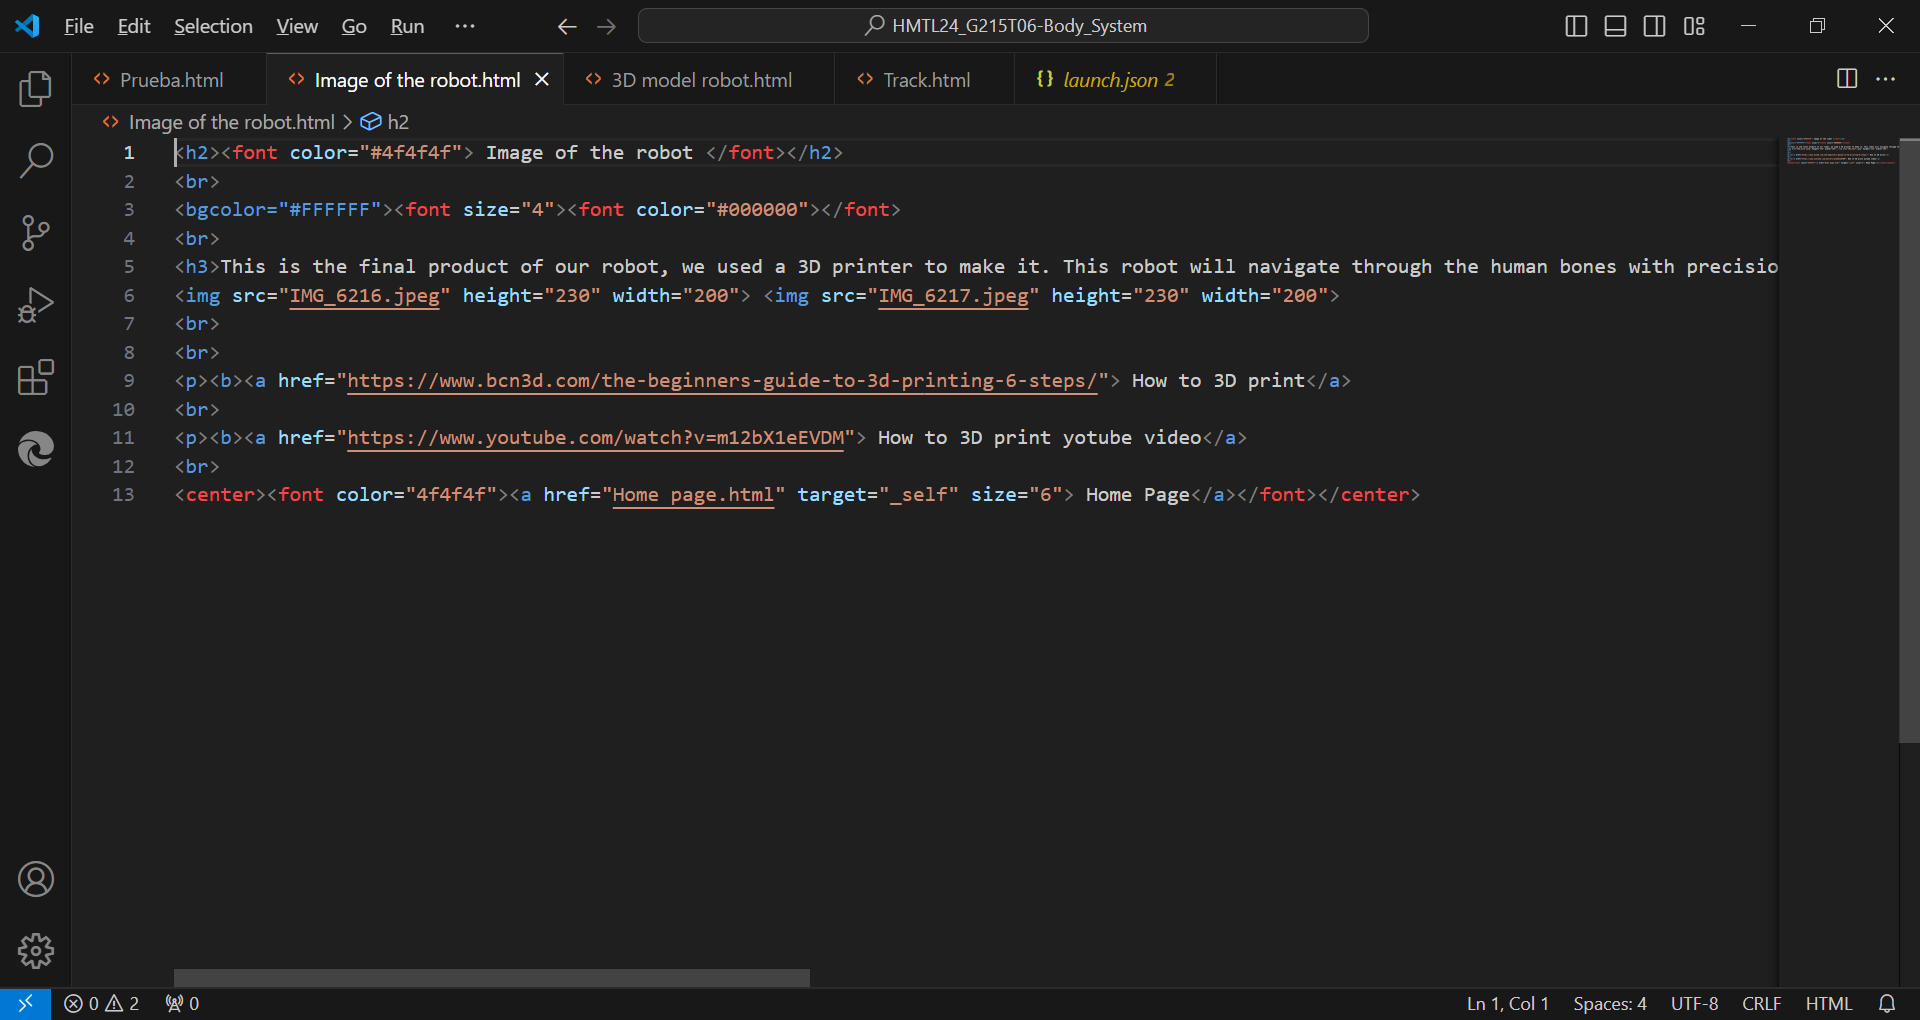 File Edit Selection View Go Run ··· HMTL24_G215T06-Body_System
Prueba.html Image of the robot.html 3D model robot.html Track.html {} launch.json 2
Image of the robot.html > h2
1 <h2><font color="#4f4f4f"> Image of the robot </font></h2>
2 <br>
3 <bgcolor="#FFFFFF"><font size="4"><font color="#000000"></font>
4 <br>
5 <h3>This is the final product of our robot, we used a 3D printer to make it. This robot will navigate through the human bones with precisio
6 <img src="IMG_6216.jpeg" height="230" width="200"> <img src="IMG_6217.jpeg" height="230" width="200">
7 <br>
8 <br>
9 <p><b><a href="https://www.bcn3d.com/the-beginners-guide-to-3d-printing-6-steps/"> How to 3D print</a>
10 <br>
11 <p><b><a href="https://www.youtube.com/watch?v=m12bX1eEVDM"> How to 3D print yotube video</a>
12 <br>
13 <center><font color="4f4f4f"><a href="Home page.html" target="_self" size="6"> Home Page</a></font></center>
0 2 0 Ln 1, Col 1 Spaces: 4 UTF-8 CRLF HTML